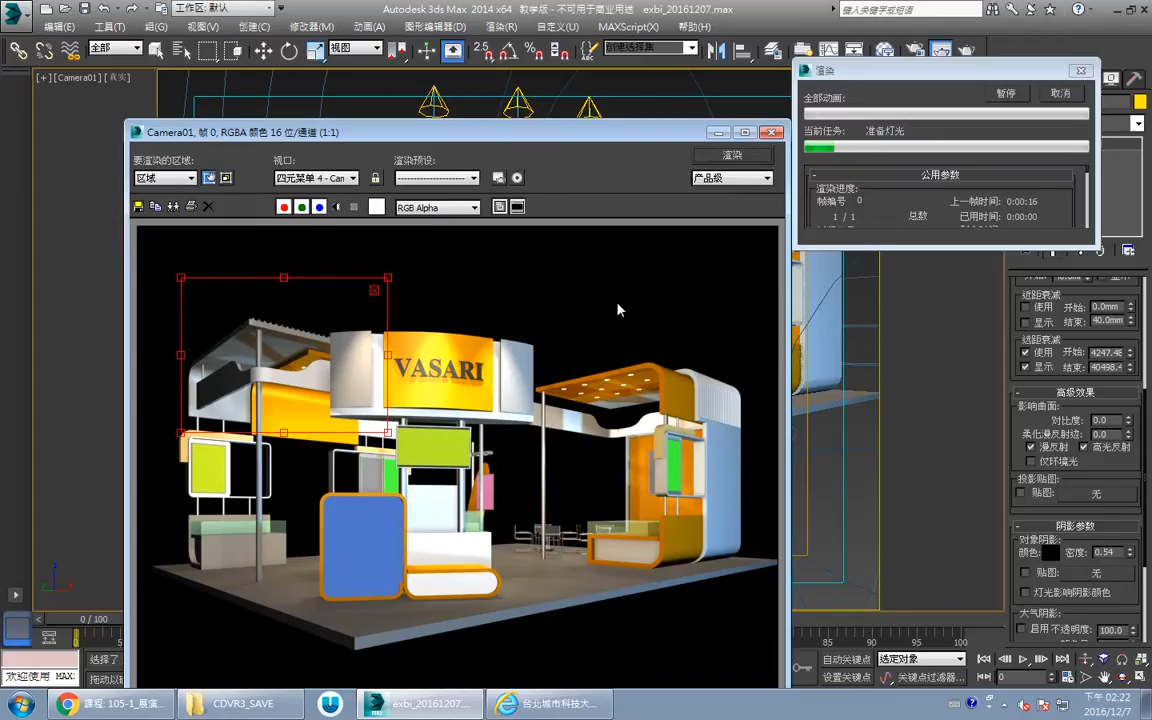 工作区: 默认
Autodesk 3ds Max 2014 x64 教学版 - 不可用于商业用途 exbi_20161207.max
键入关键字或短语
编辑(E) 工具(T) 组(G) 视图(V) 创建(C) 修改器(M) 动画(A) 图形编辑器(D) 渲染(R) 自定义(U) MAXScript(X) 帮助(H)
全部
视图
2.5
创建选择集
[+] [Camera01] [真实]
渲染
全部动画:
暂停
取消
当前任务: 准备灯光
公用参数
渲染进度:
帧编号 0
上一帧时间: 0:00:16
1 / 1
总数
已用时间: 0:00:00
Camera01, 帧 0, RGBA 颜色 16 位/通道 (1:1)
要渲染的区域:
视口:
渲染预设:
渲染
区域
四元菜单 4 - Can
产品级
RGB Alpha
VASARI
近距衰减
使用 开始: 0.0mm
显示 结束: 40.0mm
远距衰减
使用 开始: 4247.48
显示 结束: 40498.4
高级效果
影响曲面:
对比度: 0.0
柔化漫反射边: 0.0
漫反射 高光反射
仅环境光
投影贴图:
贴图: 无
阴影参数
对象阴影:
颜色: 密度: 0.54
贴图: 无
灯光影响阴影颜色
大气阴影:
启用 不透明度: 100.0
0 / 100
0
85 90 95 100
选择了
欢迎使用 MAX
自动关键点
选定对象
设置关键点
关键点过滤器...
0
課程: 105-1_展演...
CDVR3_SAVE
exbi_20161207....
台北城市科技大...
下午 02:22
2016/12/7